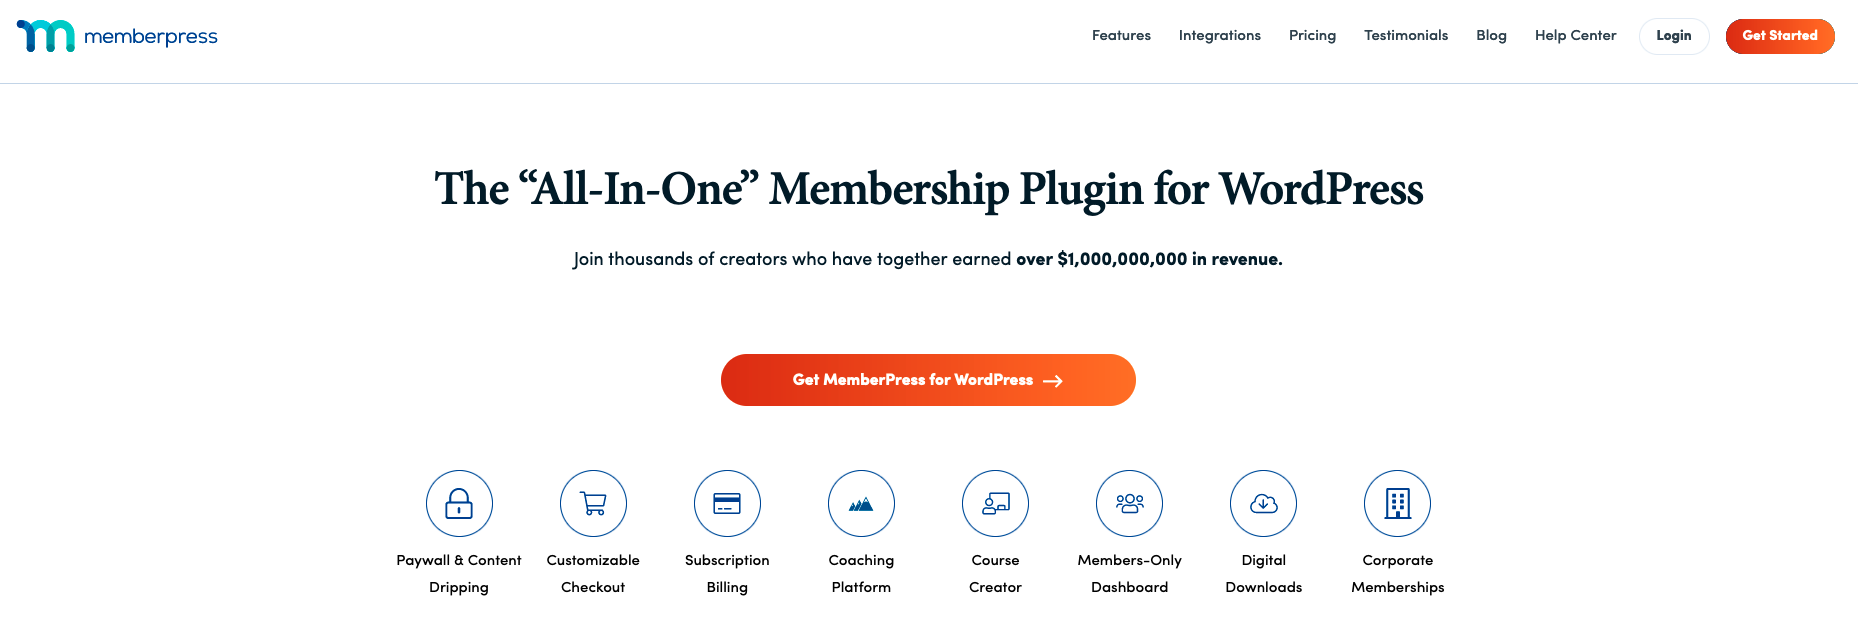 memberpress
Features Integrations Pricing Testimonials Blog Help Center Login Get Started
The “All-In-One” Membership Plugin for WordPress
Join thousands of creators who have together earned over $1,000,000,000 in revenue.
Get MemberPress for WordPress →
Paywall & Content Dripping
Customizable Checkout
Subscription Billing
Coaching Platform
Course Creator
Members-Only Dashboard
Digital Downloads
Corporate Memberships